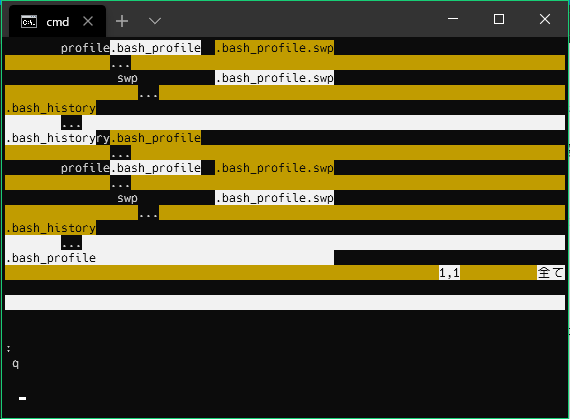 cmd
profile.bash_profile .bash_profile.swp
...
swp .bash_profile.swp
...
.bash_history
...
.bash_historyry.bash_profile
...
profile.bash_profile .bash_profile.swp
...
swp .bash_profile.swp
...
.bash_history
...
.bash_profile
1,1 全て
:
q